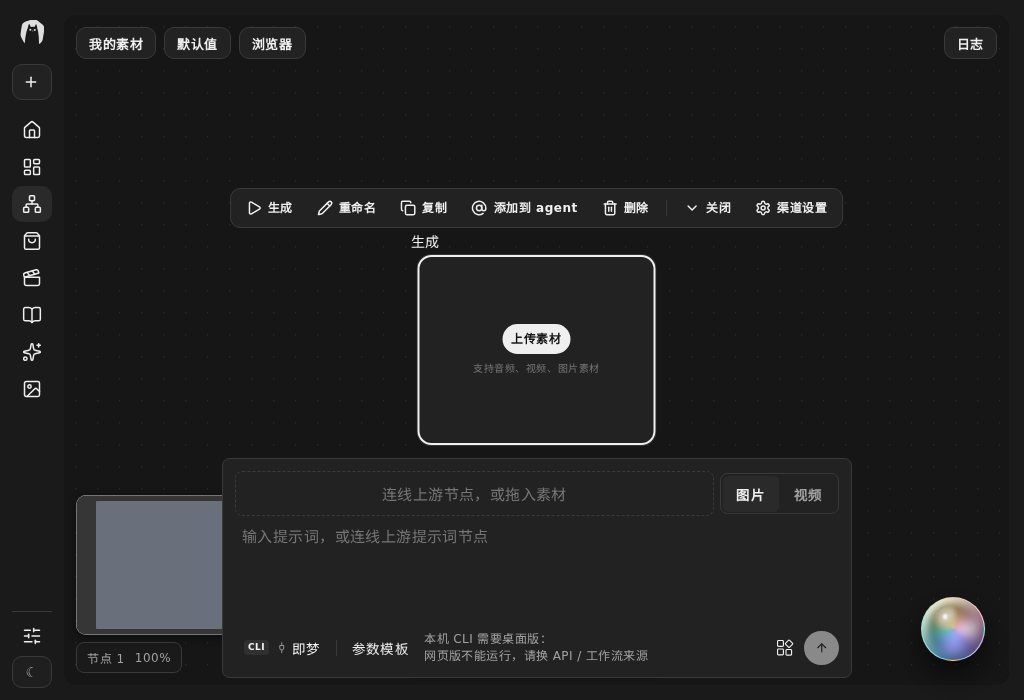 我的素材
默认值
浏览器
日志
生成
重命名
复制
添加到 agent
删除
关闭
渠道设置
生成
上传素材
支持音频、视频、图片素材
连线上游节点，或拖入素材
图片
视频
输入提示词，或连线上游提示词节点
CLI
即梦
参数模板
本机 CLI 需要桌面版：
网页版不能运行，请换 API / 工作流来源
节点 1
100%